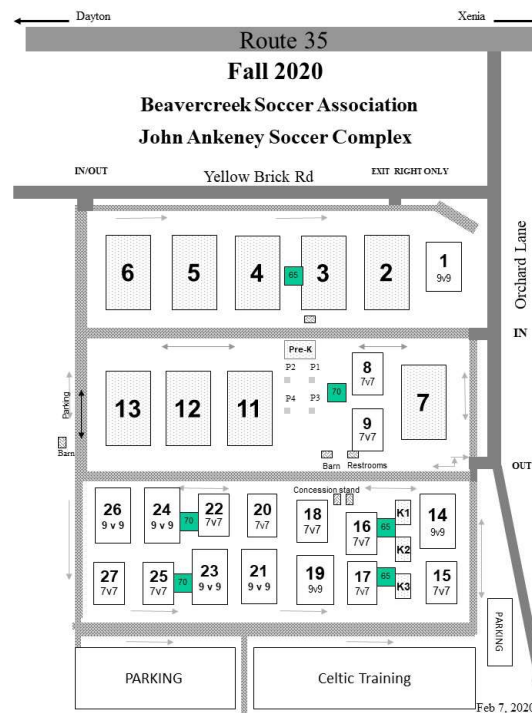 Dayton Xenia
Route 35
Fall 2020
Beavercreek Soccer Association
John Ankeney Soccer Complex
IN/OUT EXIT RIGHT ONLY
Yellow Brick Rd
Orchard Lane
6 5 4 65 3 2 1
9v9
IN
Pre-K
P2 P1
P4 P3
8
7v7
70
9
7v7
7
13 12 11
Parking
Barn
Barn Restrooms
OUT
Concession stand
26
9 v 9
24
9 v 9
70
22
7v7
20
7v7
18
7v7
16
7v7
65
K1
K2
14
9v9
27
7v7
25
7v7
70
23
9 v 9
21
9 v 9
19
9v9
17
7v7
65
K3
15
7v7
PARKING
PARKING Celtic Training
Feb 7, 2020